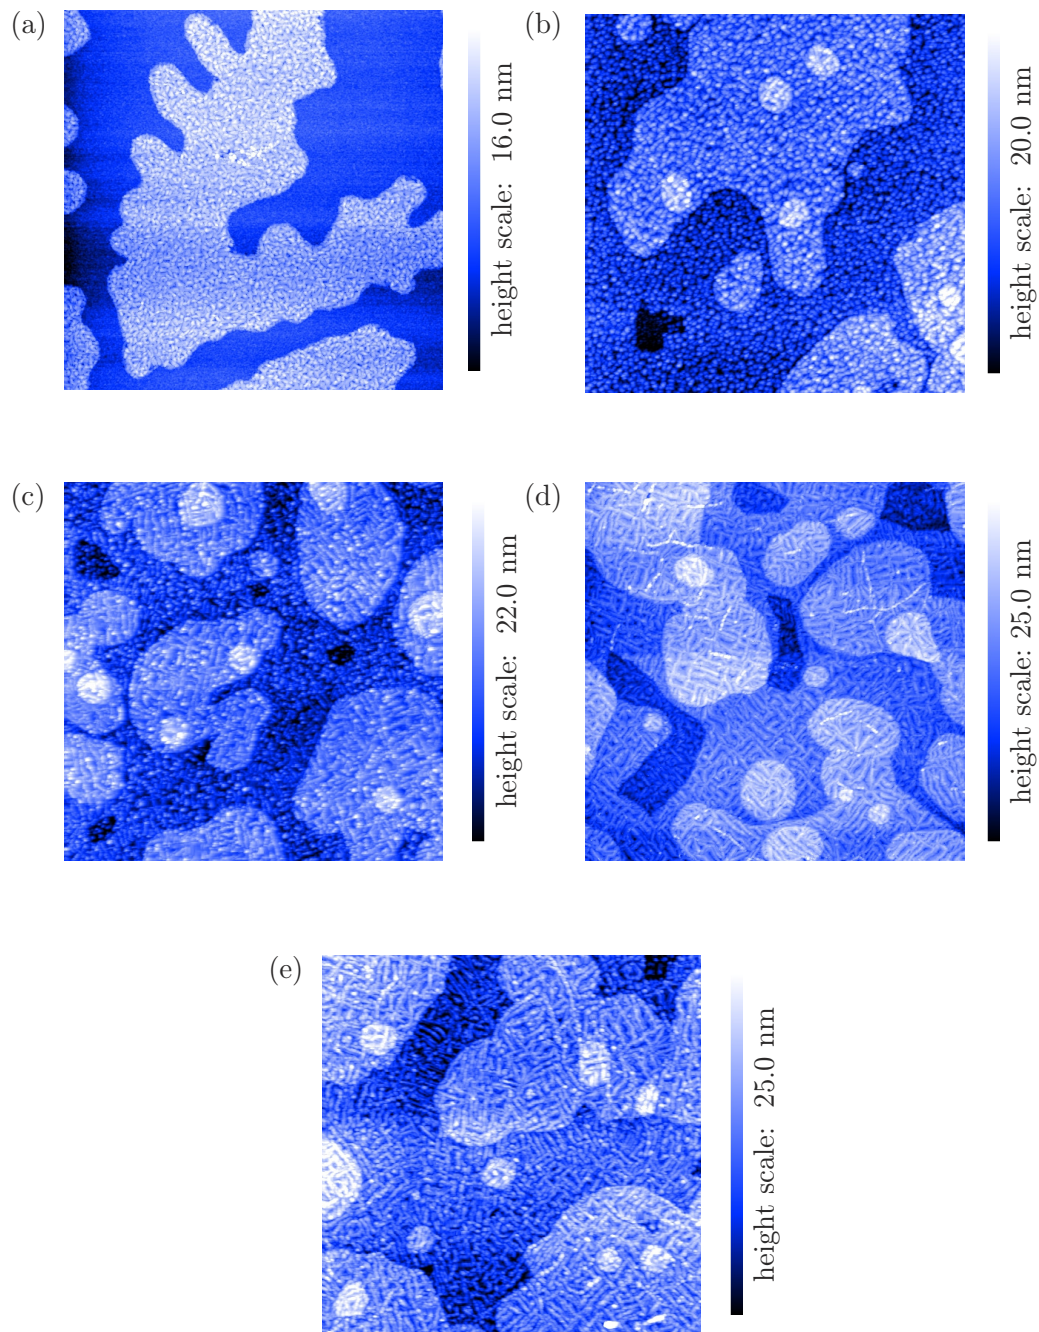 (a)
height scale: 16.0 nm
(b)
height scale: 20.0 nm
(c)
height scale: 22.0 nm
(d)
height scale: 25.0 nm
(e)
height scale: 25.0 nm